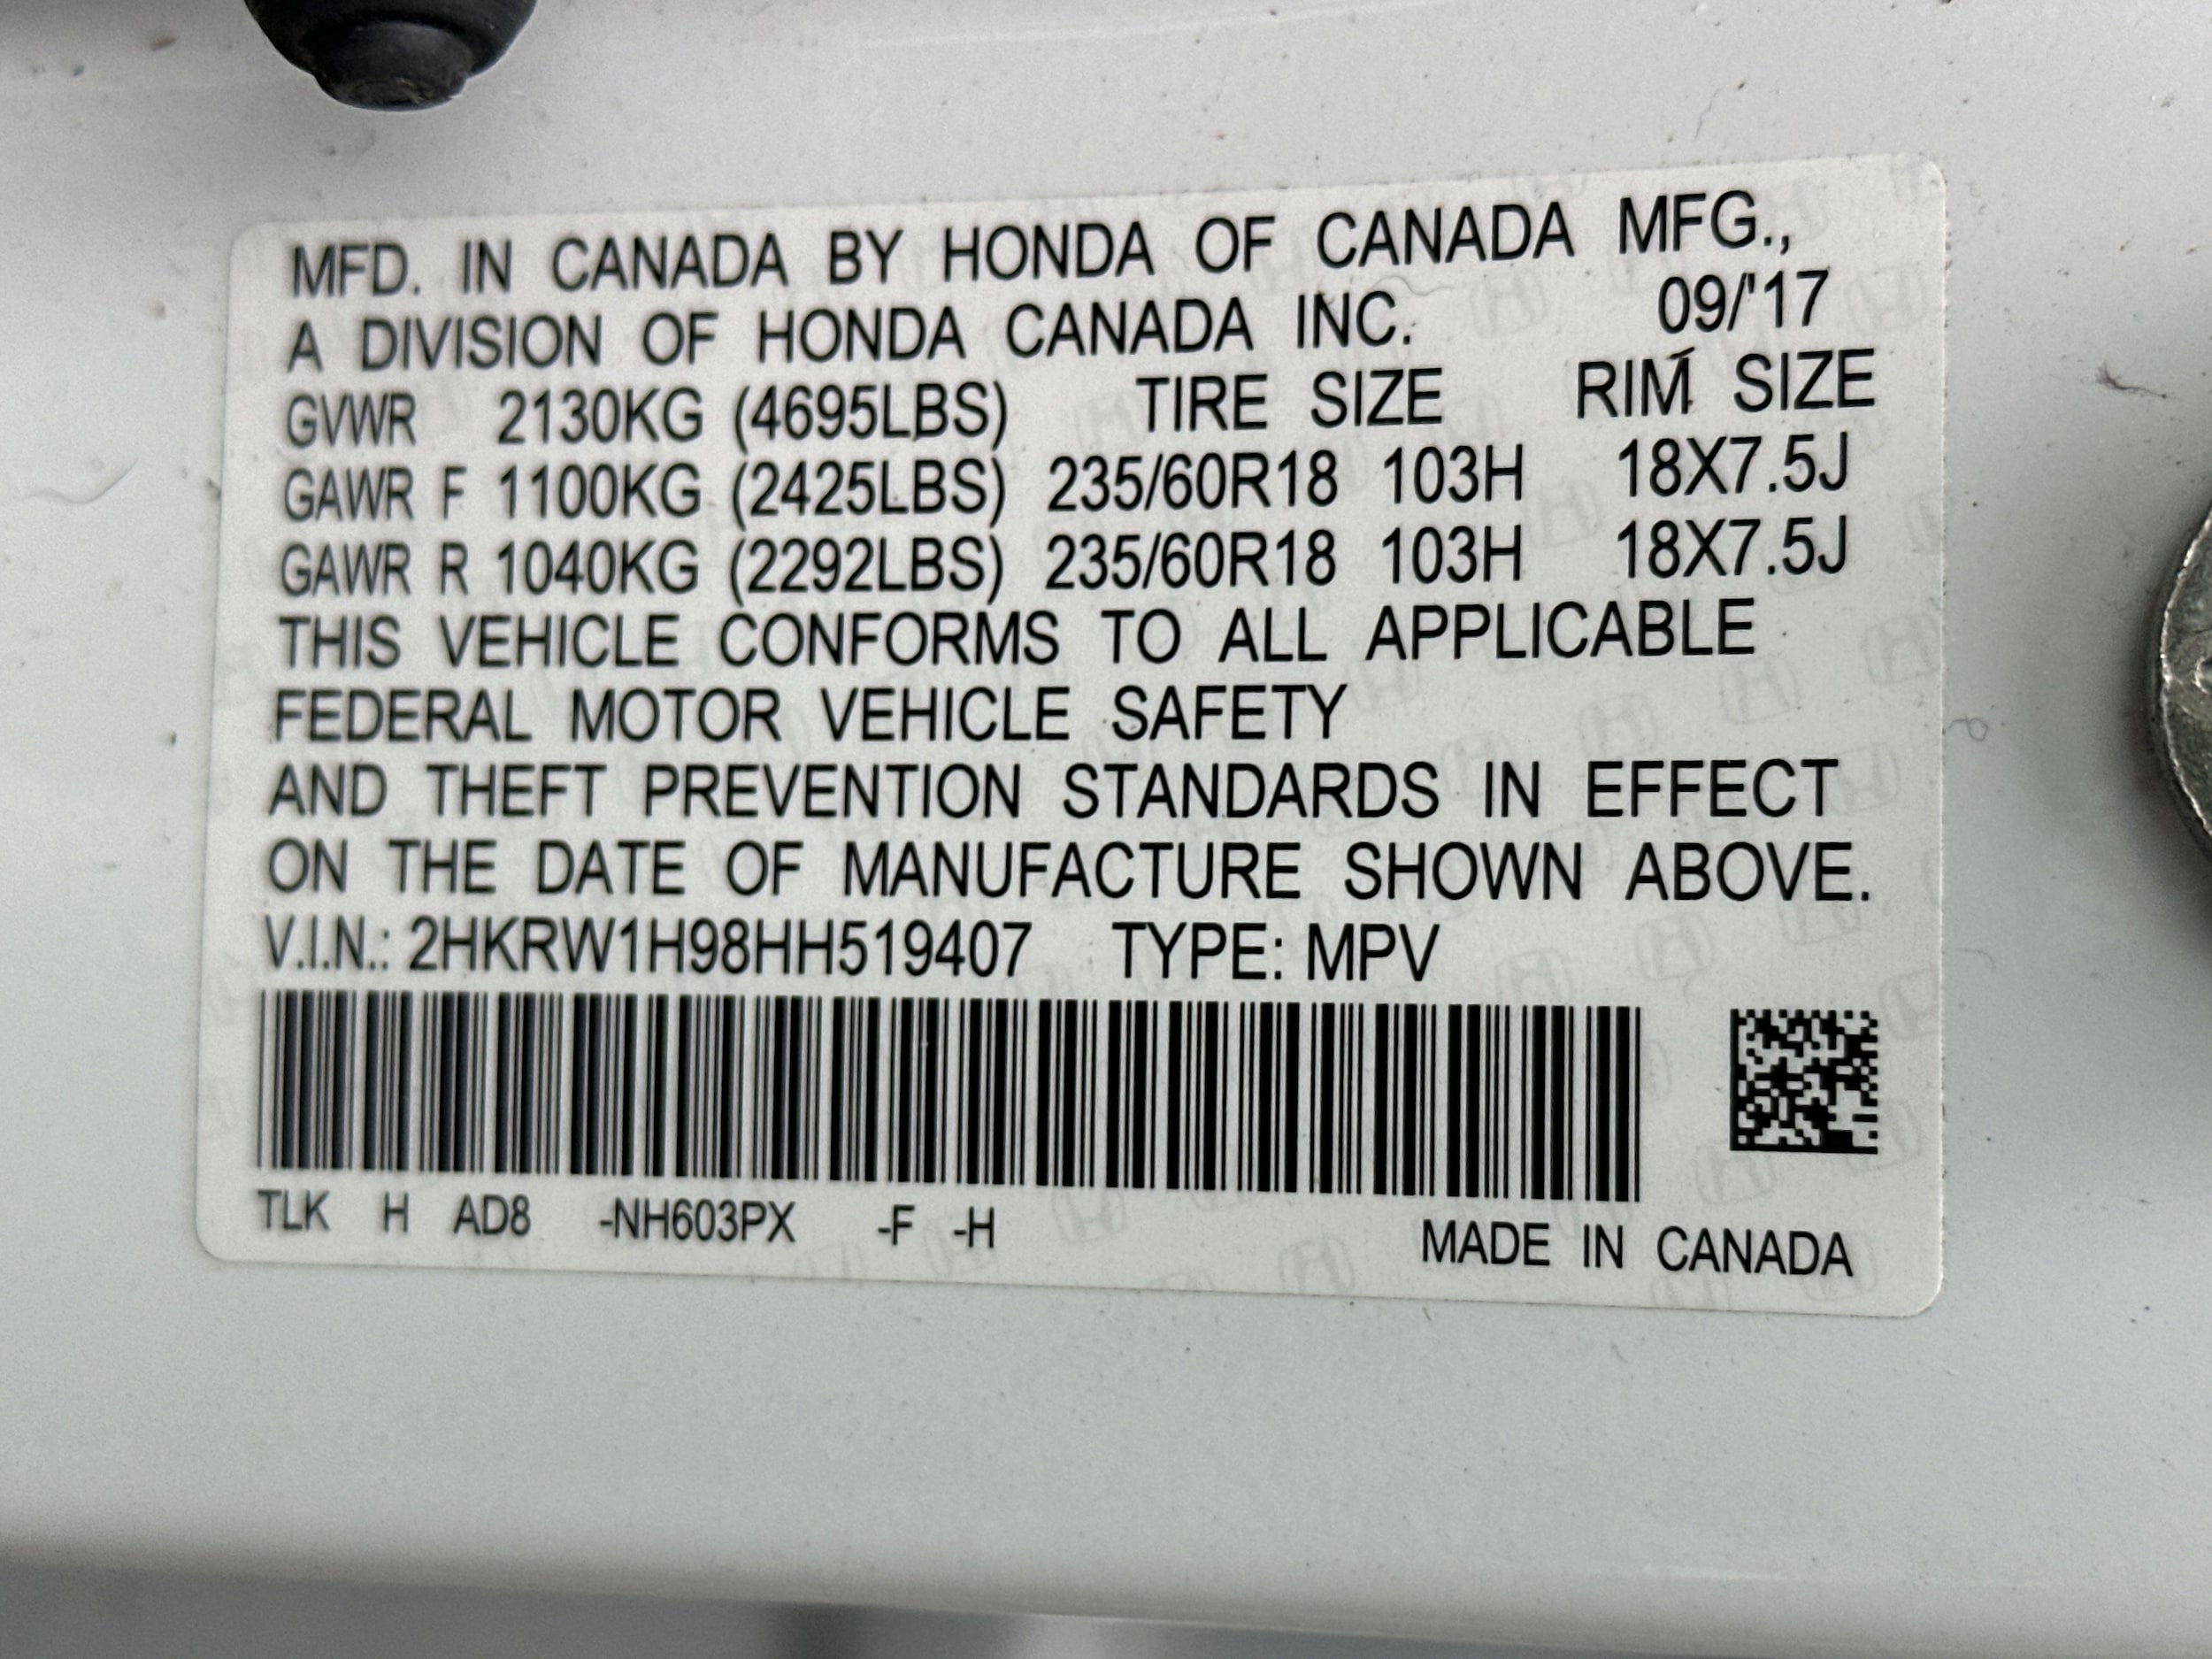 MFD. IN CANADA BY HONDA OF CANADA MFG.,
A DIVISION OF HONDA CANADA INC. 09/'17
GVWR 2130KG (4695LBS) TIRE SIZE RIM SIZE
GAWR F 1100KG (2425LBS) 235/60R18 103H 18X7.5J
GAWR R 1040KG (2292LBS) 235/60R18 103H 18X7.5J
THIS VEHICLE CONFORMS TO ALL APPLICABLE
FEDERAL MOTOR VEHICLE SAFETY
AND THEFT PREVENTION STANDARDS IN EFFECT
ON THE DATE OF MANUFACTURE SHOWN ABOVE.
V.I.N.: 2HKRW1H98HH519407 TYPE: MPV
TLK H AD8 -NH603PX -F -H
MADE IN CANADA